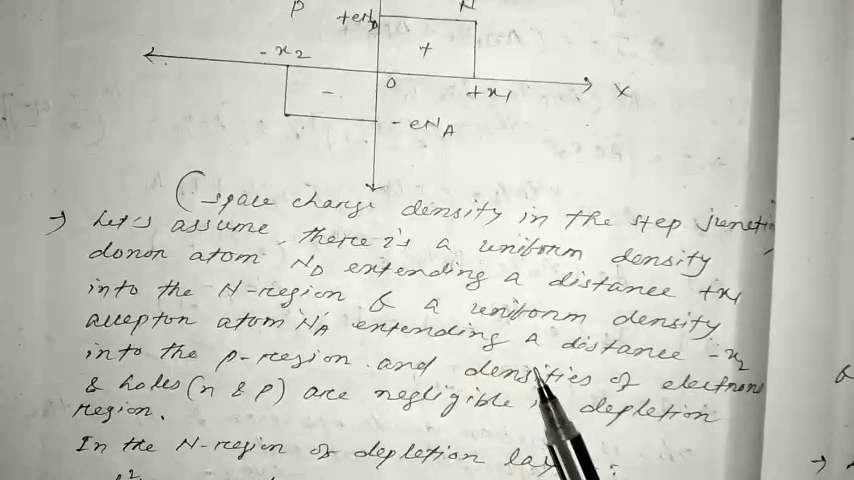 P N
+eND
+
- x2
0
+x1
X
-
- eNA
(space charge density in the step junction
→ Let's assume, there is a uniform density
donor atom ND extending a distance +x1
into the N-region & a uniform density
acceptor atom NA extending a distance -x2
into the p-region and densities of electrons
& holes (n & p) are negligible depletion
region.
In the N-region of depletion